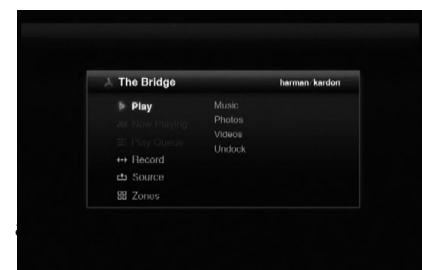 The Bridge harman/kardon
Play Music
Now Playing Photos
Play Queue Videos
Undock
Record
Source
Zones